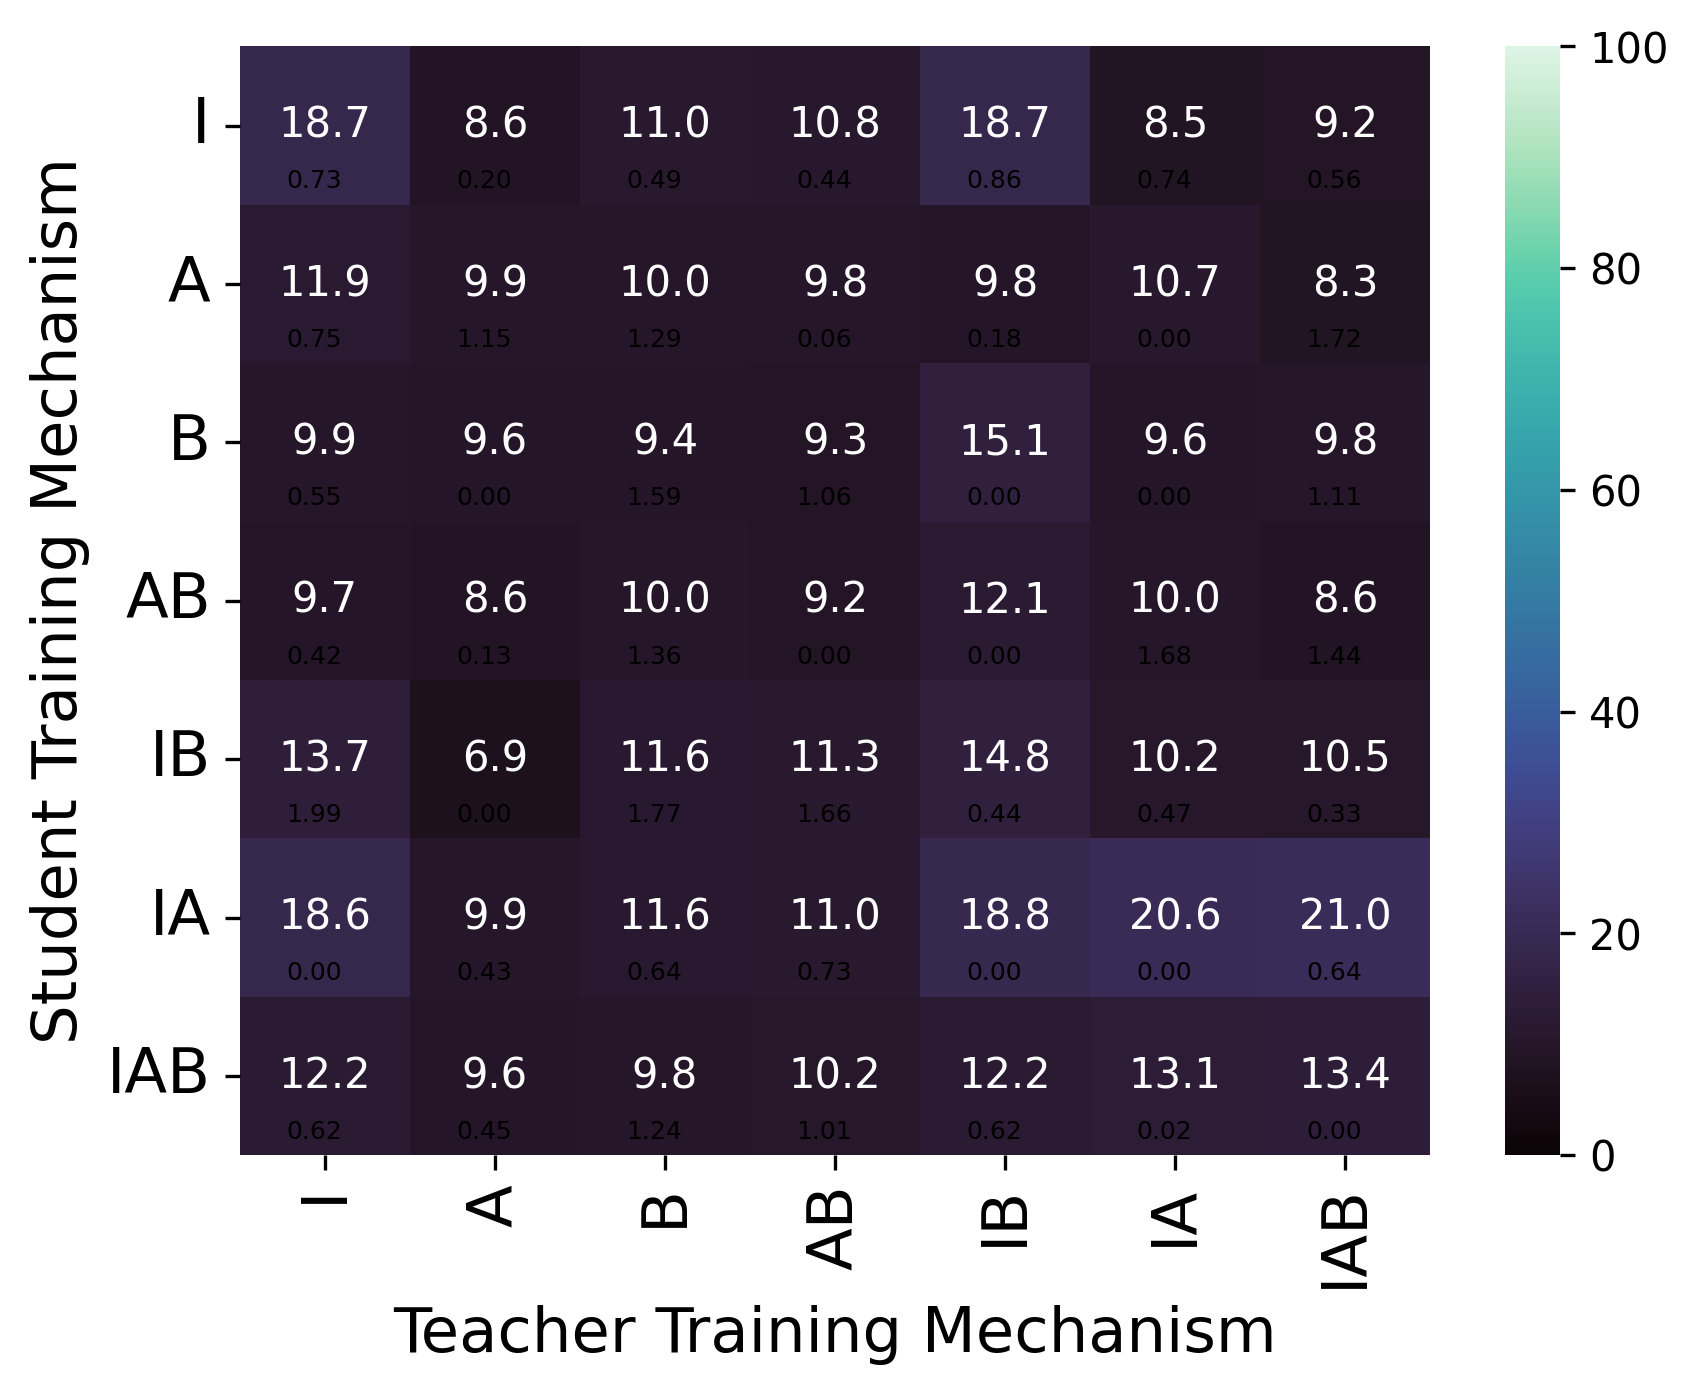 Student Training Mechanism
I 18.7 8.6 11.0 10.8 18.7 8.5 9.2
0.73 0.20 0.49 0.44 0.86 0.74 0.56
A 11.9 9.9 10.0 9.8 9.8 10.7 8.3
0.75 1.15 1.29 0.06 0.18 0.00 1.72
B 9.9 9.6 9.4 9.3 15.1 9.6 9.8
0.55 0.00 1.59 1.06 0.00 0.00 1.11
AB 9.7 8.6 10.0 9.2 12.1 10.0 8.6
0.42 0.13 1.36 0.00 0.00 1.68 1.44
IB 13.7 6.9 11.6 11.3 14.8 10.2 10.5
1.99 0.00 1.77 1.66 0.44 0.47 0.33
IA 18.6 9.9 11.6 11.0 18.8 20.6 21.0
0.00 0.43 0.64 0.73 0.00 0.00 0.64
IAB 12.2 9.6 9.8 10.2 12.2 13.1 13.4
0.62 0.45 1.24 1.01 0.62 0.02 0.00
I A B AB IB IA IAB
Teacher Training Mechanism
100
80
60
40
20
0